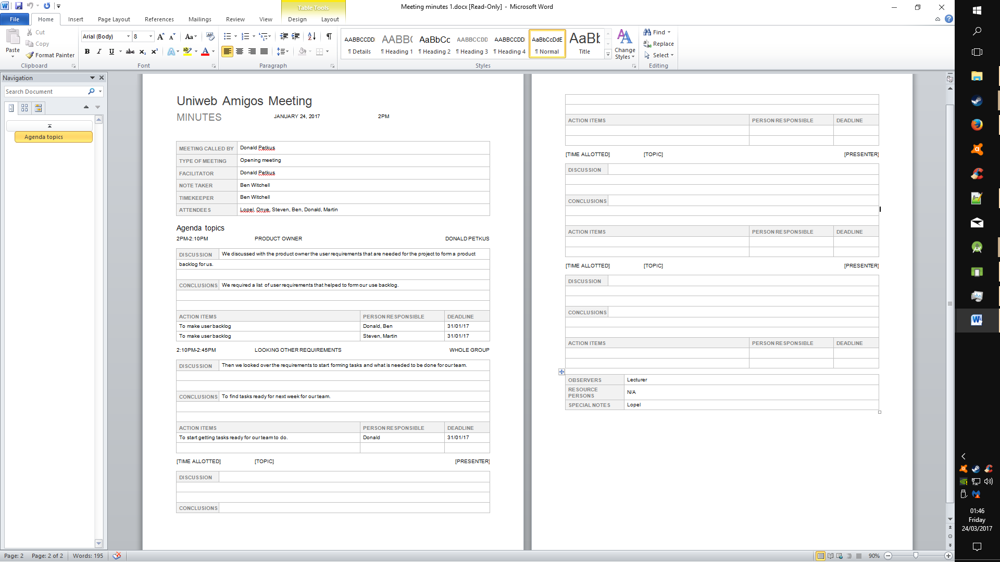 Meeting minutes 1.docx [Read-Only] - Microsoft Word
Table Tools
File Home Insert Page Layout References Mailings Review View Design Layout
Paste
Cut
Copy
Format Painter
Clipboard
Arial (Body) 8
Font
Paragraph
AABBCCDD AABBC AaBbCc AABBCCDD AABBCCDD AaBbCcDdE AaBb
¶ Details ¶ Heading 1 ¶ Heading 2 ¶ Heading 3 ¶ Heading 4 ¶ Normal Title
Change Styles
Styles
Find
Replace
Select
Editing
Navigation
Search Document
Agenda topics
Uniweb Amigos Meeting
MINUTES JANUARY 24, 2017 2PM
MEETING CALLED BY Donald Petkus
TYPE OF MEETING Opening meeting
FACILITATOR Donald Petkus
NOTE TAKER Ben Witchell
TIMEKEEPER Ben Witchell
ATTENDEES Lopel, Onye, Steven, Ben, Donald, Martin
Agenda topics
2PM-2:10PM PRODUCT OWNER DONALD PETKUS
DISCUSSION We discussed with the product owner the user requirements that are needed for the project to form a product
backlog for us.
CONCLUSIONS We required a list of user requirements that helped to form our use backlog.
ACTION ITEMS PERSON RESPONSIBLE DEADLINE
To make user backlog Donald, Ben 31/01/17
To make user backlog Steven, Martin 31/01/17
2:10PM-2:45PM LOOKING OTHER REQUIREMENTS WHOLE GROUP
DISCUSSION Then we looked over the requirements to start forming tasks and what is needed to be done for our team.
CONCLUSIONS To find tasks ready for next week for our team.
ACTION ITEMS PERSON RESPONSIBLE DEADLINE
To start getting tasks ready for our team to do. Donald 31/01/17
[TIME ALLOTTED] [TOPIC] [PRESENTER]
DISCUSSION
CONCLUSIONS
ACTION ITEMS PERSON RESPONSIBLE DEADLINE
[TIME ALLOTTED] [TOPIC] [PRESENTER]
DISCUSSION
CONCLUSIONS
ACTION ITEMS PERSON RESPONSIBLE DEADLINE
[TIME ALLOTTED] [TOPIC] [PRESENTER]
DISCUSSION
CONCLUSIONS
ACTION ITEMS PERSON RESPONSIBLE DEADLINE
OBSERVERS Lecturer
RESOURCE PERSONS N/A
SPECIAL NOTES Lopel
Page: 2 Page: 2 of 2 Words: 195
90%
01:46
Friday
24/03/2017